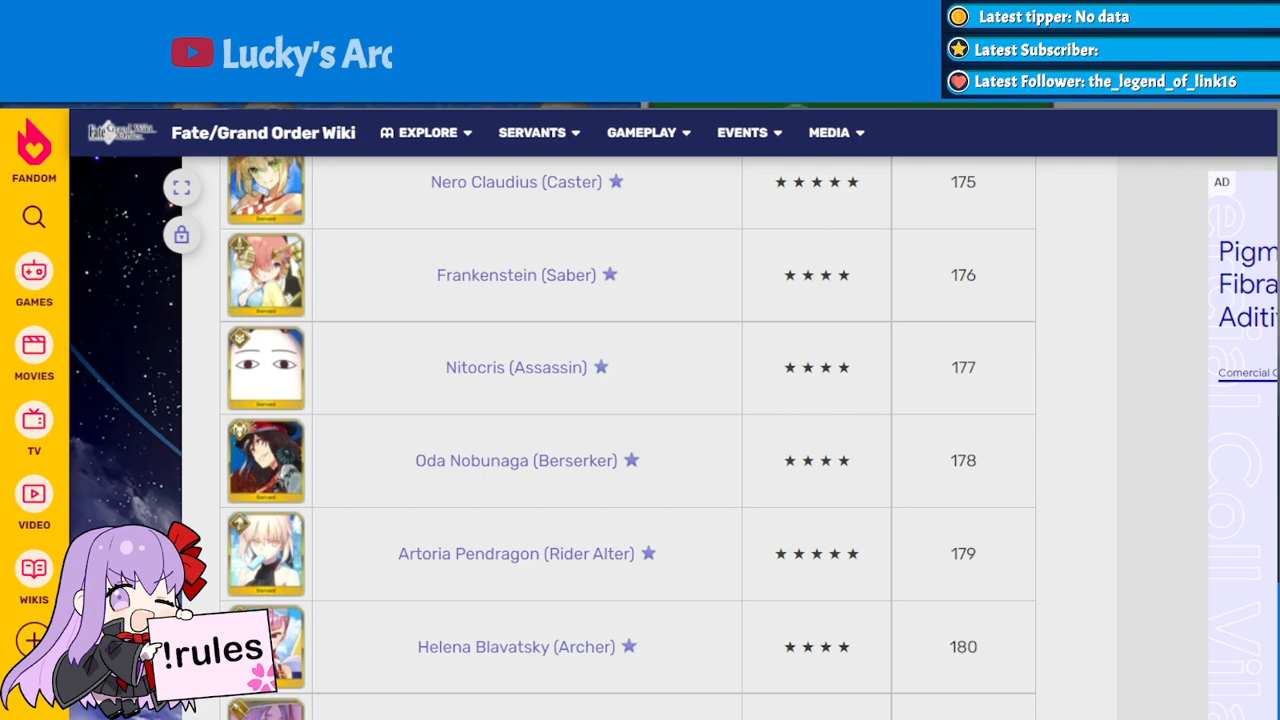 Lucky's Arc
Latest tipper: No data
Latest Subscriber:
Latest Follower: the_legend_of_link16
Fate/Grand Order Wiki
EXPLORE
SERVANTS
GAMEPLAY
EVENTS
MEDIA
FANDOM
GAMES
MOVIES
TV
VIDEO
WIKIS
Nero Claudius (Caster) ★ ★ ★ ★ ★ ★ 175
Frankenstein (Saber) ★ ★ ★ ★ ★ 176
Nitocris (Assassin) ★ ★ ★ ★ ★ 177
Oda Nobunaga (Berserker) ★ ★ ★ ★ ★ 178
Artoria Pendragon (Rider Alter) ★ ★ ★ ★ ★ ★ 179
Helena Blavatsky (Archer) ★ ★ ★ ★ ★ 180
!rules
AD
Pigm
Fibra
Aditi
Comercial C